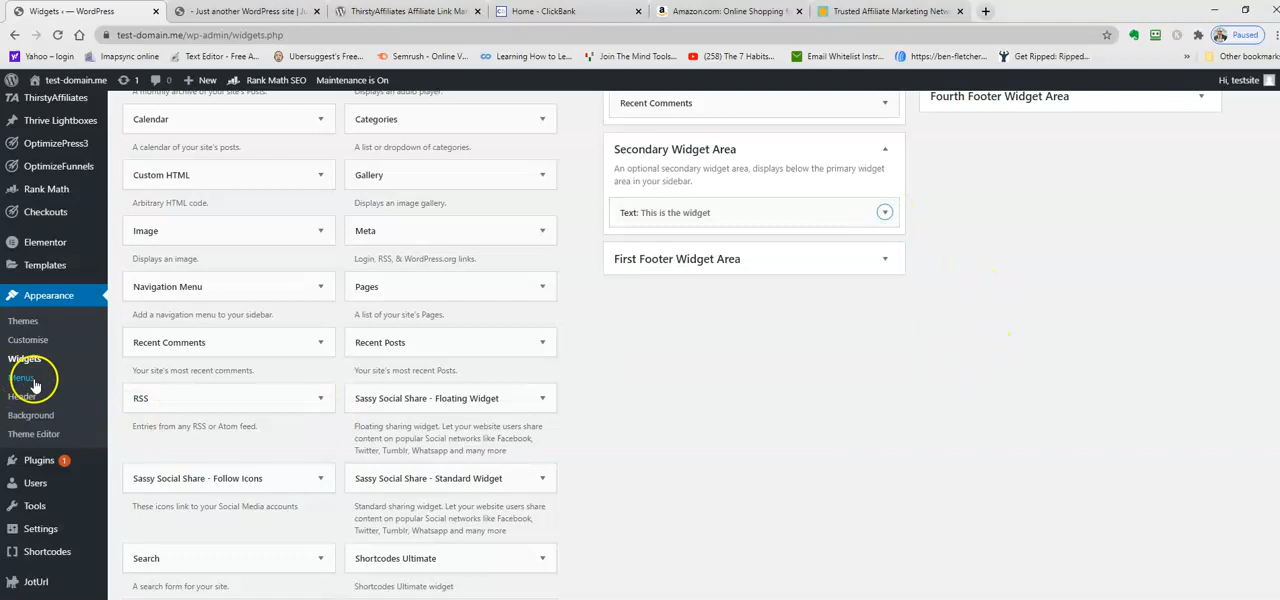 Widgets ‹ — WordPress
- Just another WordPress site | Ju
ThirstyAffiliates Affiliate Link Ma
Home - ClickBank
Amazon.com: Online Shopping
Trusted Affiliate Marketing Netw
test-domain.me/wp-admin/widgets.php
Paused
Yahoo – login
Imapsync online
Text Editor - Free A...
Ubersuggest's Free...
Semrush - Online V...
Learning How to Le...
Join The Mind Tools...
(258) The 7 Habits...
Email Whitelist Instr...
https://ben-fletcher...
Get Ripped: Ripped...
»
Other bookmarks
test-domain.me
1
New
Rank Math SEO
Maintenance is On
Hi, testsite
ThirstyAffiliates
Thrive Lightboxes
OptimizePress3
OptimizeFunnels
Rank Math
Checkouts
Elementor
Templates
Appearance
Themes
Customise
Widgets
Menus
Header
Background
Theme Editor
Plugins 1
Users
Tools
Settings
Shortcodes
JotUrl
A monthly archive of your site's Posts.
Displays an audio player.
Calendar
A calendar of your site's posts.
Categories
A list or dropdown of categories.
Custom HTML
Arbitrary HTML code.
Gallery
Displays an image gallery.
Image
Displays an image.
Meta
Login, RSS, & WordPress.org links.
Navigation Menu
Add a navigation menu to your sidebar.
Pages
A list of your site's Pages.
Recent Comments
Your site's most recent comments.
Recent Posts
Your site's most recent Posts.
RSS
Entries from any RSS or Atom feed.
Sassy Social Share - Floating Widget
Floating sharing widget. Let your website users share
content on popular Social networks like Facebook,
Twitter, Tumblr, Whatsapp and many more
Sassy Social Share - Follow Icons
These icons link to your Social Media accounts
Sassy Social Share - Standard Widget
Standard sharing widget. Let your website users share
content on popular Social networks like Facebook,
Twitter, Tumblr, Whatsapp and many more
Search
A search form for your site.
Shortcodes Ultimate
Shortcodes Ultimate widget
Recent Comments
Secondary Widget Area
An optional secondary widget area, displays below the primary widget
area in your sidebar.
Text: This is the widget
First Footer Widget Area
Fourth Footer Widget Area